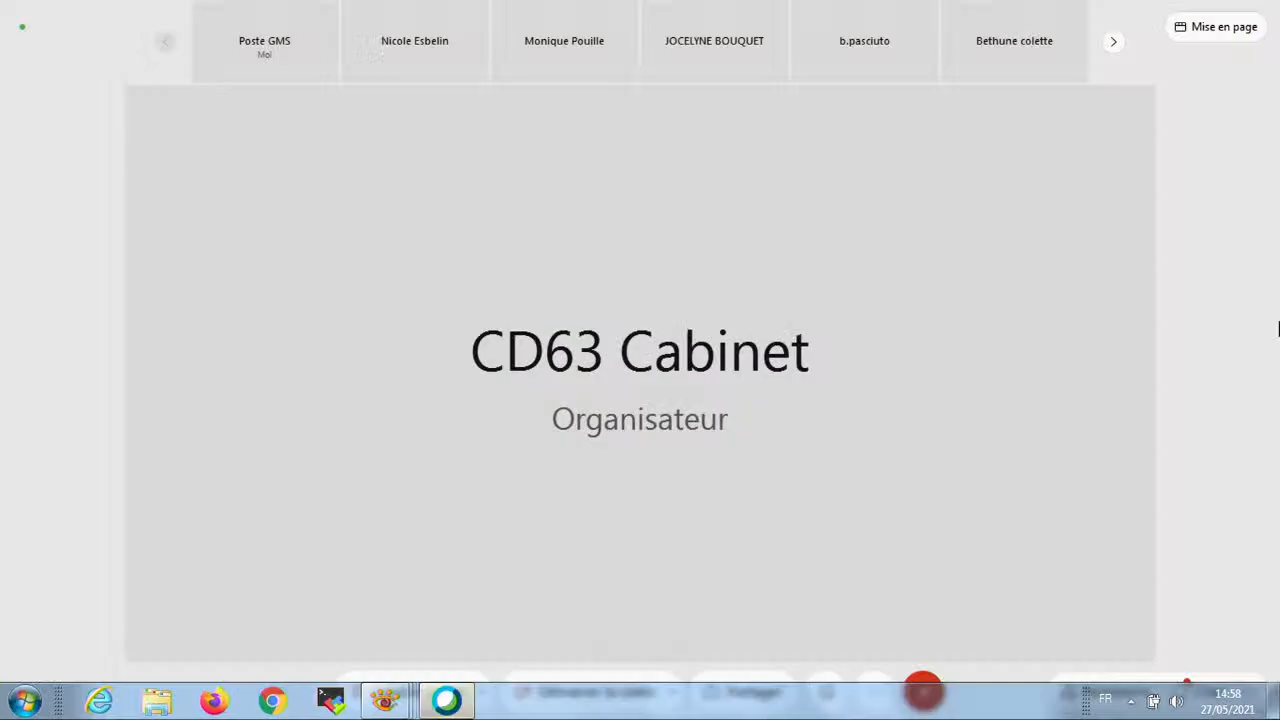 Poste GMS
Moi
Nicole Esbelin
Monique Pouille
JOCELYNE BOUQUET
b.pasciuto
Bethune colette
Mise en page
CD63 Cabinet
Organisateur
FR
14:58
27/05/2021